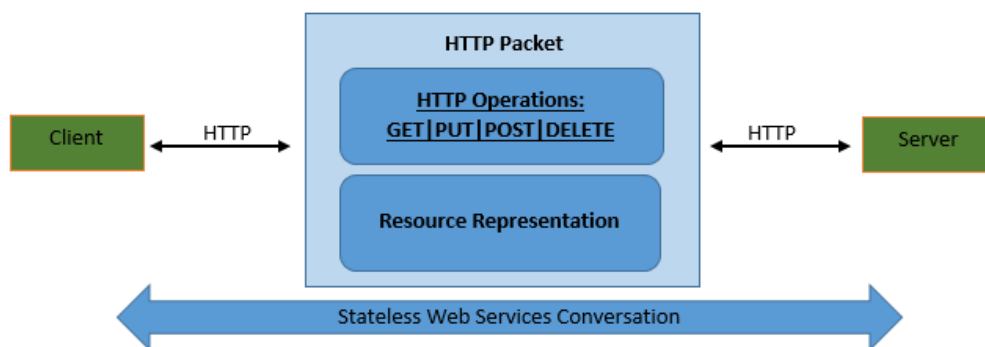 HTTP Packet
HTTP Operations:
GET|PUT|POST|DELETE
Client
HTTP
HTTP
Server
Resource Representation
Stateless Web Services Conversation